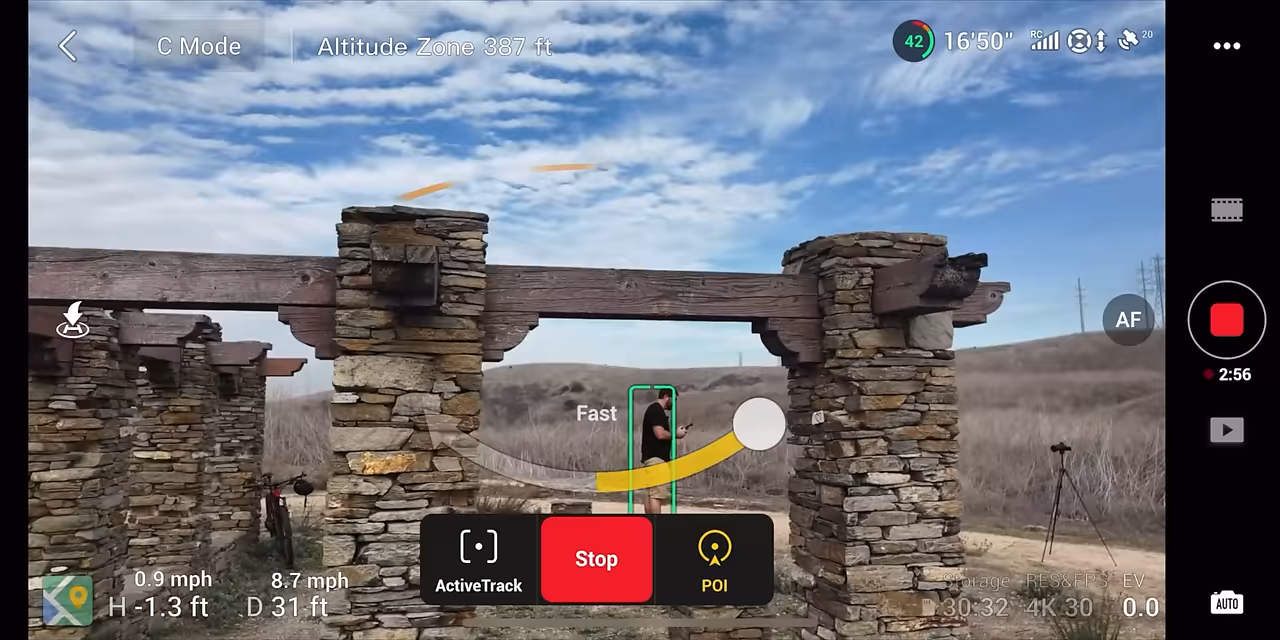 C Mode
Altitude Zone 387 ft
42
16'50"
RC
20
AF
2:56
Fast
ActiveTrack
Stop
POI
0.9 mph
8.7 mph
H -1.3 ft
D 31 ft
Storage
RES&FPS
EV
30:32
4K 30
0.0
AUTO